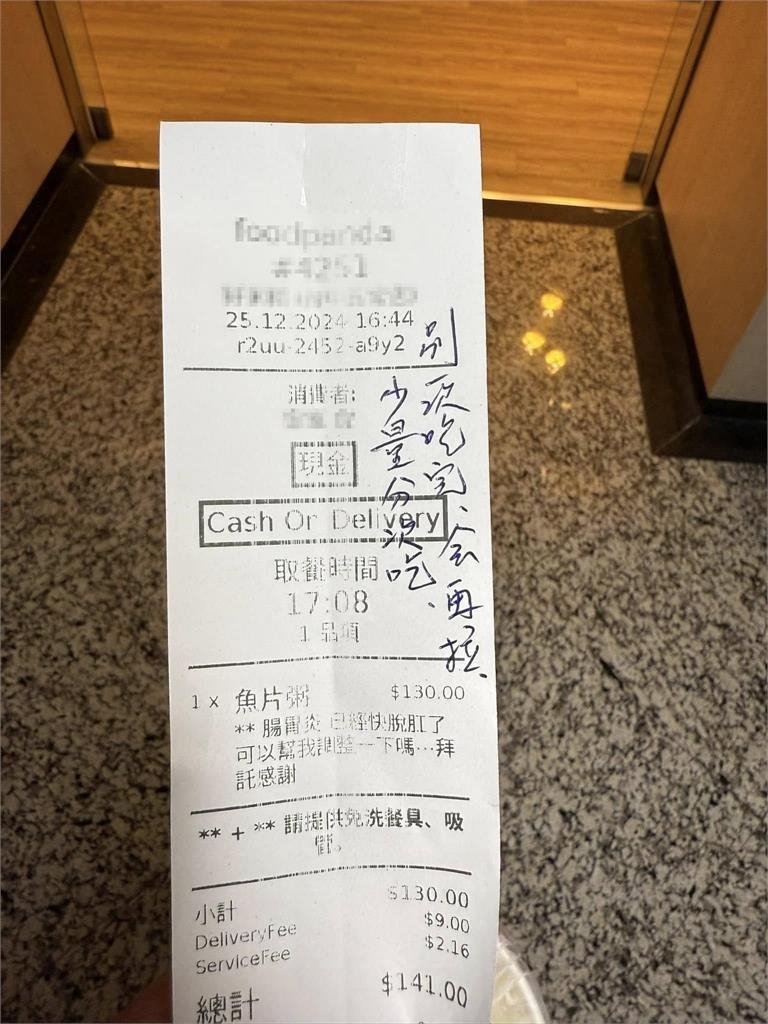 foodpanda
25.12.2024 16:44
r2uu-2452-a9y2
消費者:
現金
Cash On Delivery
取餐時間
17:08
1 品項
別一次吃完、會再拉、
少量分次吃、
1 x 魚片粥 $130.00
** 腸胃炎 已經快脫肛了
可以幫我調整一下嗎…拜
託感謝
** + ** 請提供免洗餐具、吸
管。
小計 $130.00
DeliveryFee $9.00
ServiceFee $2.16
總計 $141.00